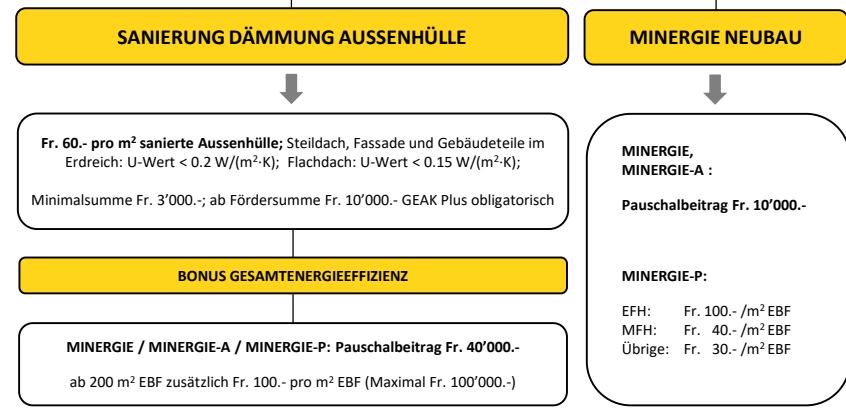 SANIERUNG DÄMMUNG AUSSENHÜLLE
Fr. 60.- pro m² sanierte Aussenhülle; Steildach, Fassade und Gebäudeteile im
Erdreich: U-Wert < 0.2 W/(m²·K); Flachdach: U-Wert < 0.15 W/(m²·K);
Minimalsumme Fr. 3’000.-; ab Fördersumme Fr. 10’000.- GEAK Plus obligatorisch
BONUS GESAMTENERGIEEFFIZIENZ
MINERGIE / MINERGIE-A / MINERGIE-P: Pauschalbeitrag Fr. 40’000.-
ab 200 m² EBF zusätzlich Fr. 100.- pro m² EBF (Maximal Fr. 100’000.-)
MINERGIE NEUBAU
MINERGIE,
MINERGIE-A :
Pauschalbeitrag Fr. 10’000.-
MINERGIE-P:
EFH: Fr. 100.- /m² EBF
MFH: Fr. 40.- /m² EBF
Übrige: Fr. 30.- /m² EBF